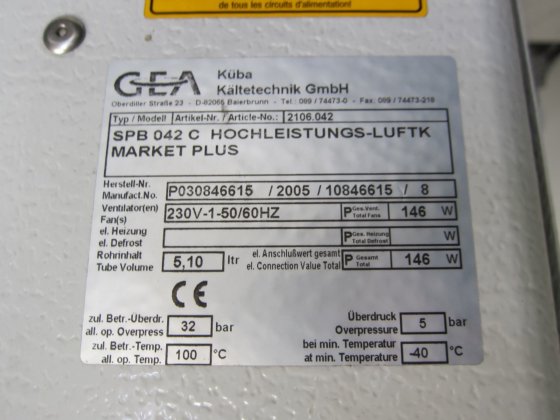 de tous les circuits d'alimentation!
GEA Küba
Kältetechnik GmbH
Oberdiller Straße 23 - D-82065 Baierbrunn - Tel.: 089 / 74473-0 - Fax: 089 / 74473-218
Typ / Modell Artikel-Nr. / Article-No.: 2106.042
SPB 042 C HOCHLEISTUNGS-LUFTK
MARKET PLUS
Herstell-Nr.
Manufact.No. P030846615 / 2005 / 10846615 / 8
Ventilator(en)
Fan(s) 230V-1-50/60HZ P Ges.Vent. Total Fans 146 W
el. Heizung
el. Defrost P Ges. Heizung Total Defrost W
Rohrinhalt
Tube Volume 5,10 ltr
el. Anschlußwert gesamt
el. Connection Value Total P Gesamt Total 146 W
CE
zul. Betr.-Überdr.
all. op. Overpress 32 bar
Überdruck
Overpressure 5 bar
zul. Betr.-Temp.
all. op. Temp. 100 °C
bei min. Temperatur
at min. Temperature -40 °C